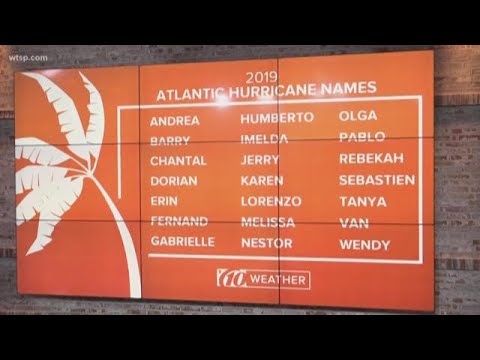 wtsp.com
2019
ATLANTIC HURRICANE NAMES
ANDREA HUMBERTO OLGA
BARRY IMELDA PABLO
CHANTAL JERRY REBEKAH
DORIAN KAREN SEBASTIEN
ERIN LORENZO TANYA
FERNAND MELISSA VAN
GABRIELLE NESTOR WENDY
10 WEATHER